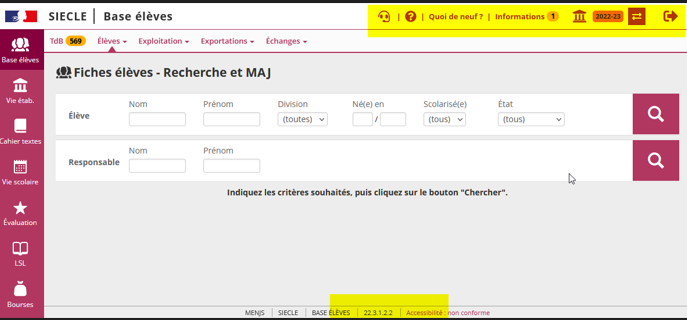 SIECLE | Base élèves
| ? | Quoi de neuf ? | Informations 1 2022-23
TdB 569 Élèves Exploitation Exportations Échanges
Base élèves
Vie étab.
Cahier textes
Vie scolaire
Évaluation
LSL
Bourses
Fiches élèves - Recherche et MAJ
Nom Prénom Division Né(e) en Scolarisé(e) État
Élève (toutes) / (tous) (tous)
Nom Prénom
Responsable
Indiquez les critères souhaités, puis cliquez sur le bouton "Chercher".
MENJS | SIECLE | BASE ÉLÈVES | 22.3.1.2.2 | Accessibilité : non conforme